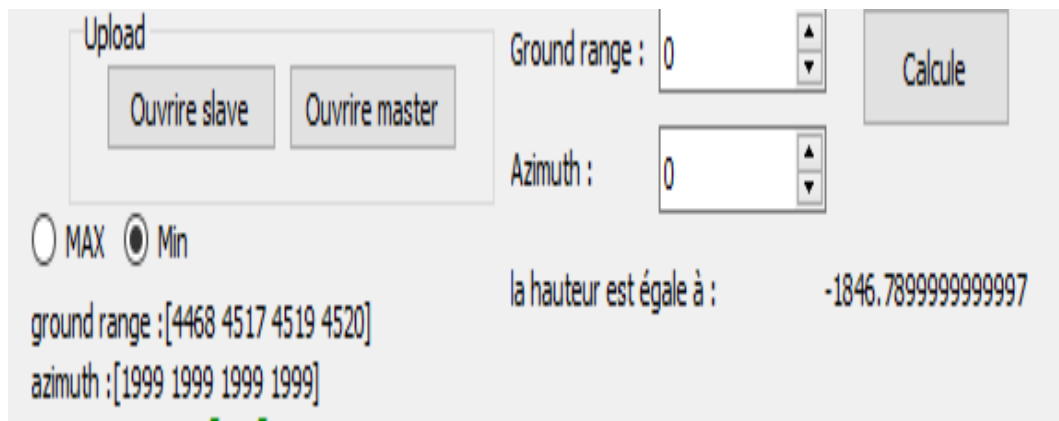 Upload
Ouvrire slave
Ouvrire master
MAX
Min
ground range :[4468 4517 4519 4520]
azimuth :[1999 1999 1999 1999]
Ground range : 0
Calcule
Azimuth : 0
la hauteur est égale à : -1846.7899999999997